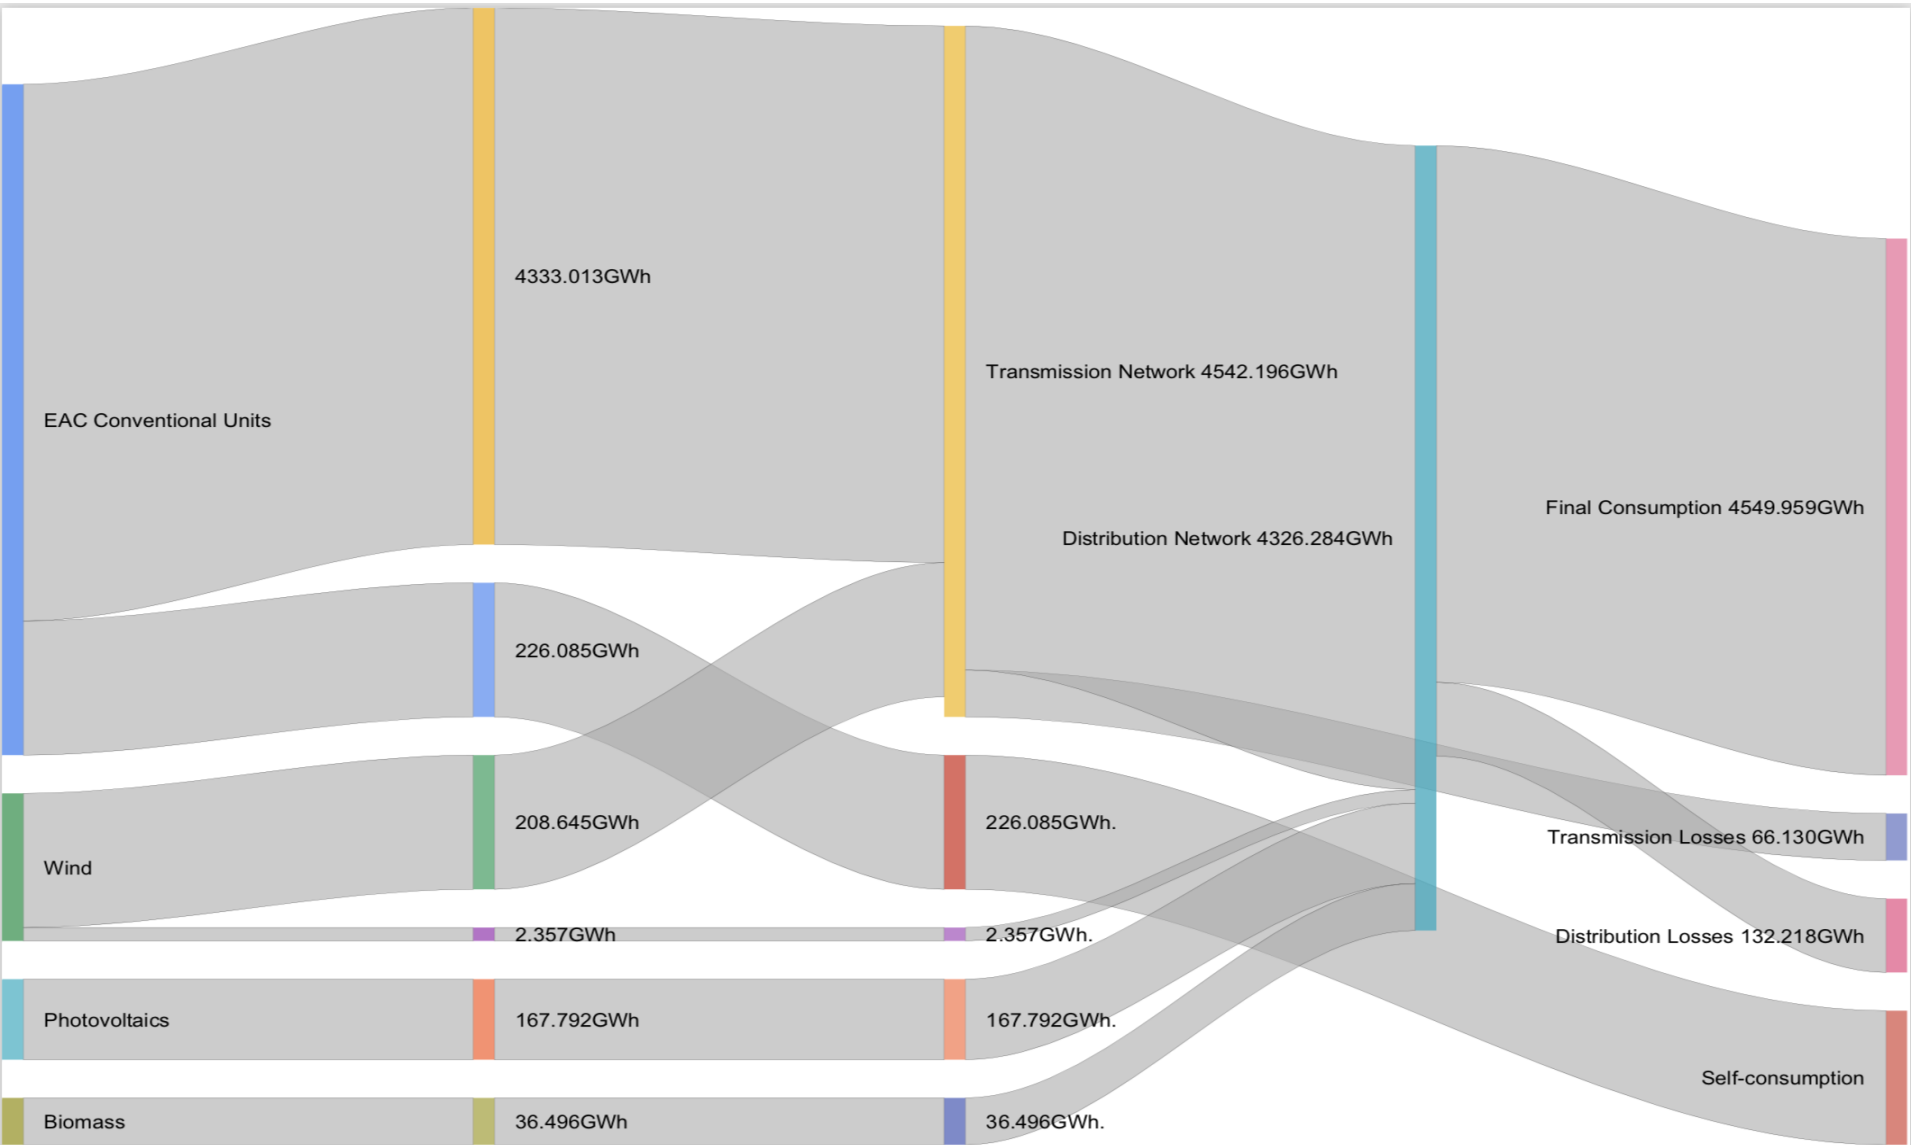 EAC Conventional Units
Wind
Photovoltaics
Biomass
4333.013GWh
226.085GWh
208.645GWh
2.357GWh
167.792GWh
36.496GWh
Transmission Network 4542.196GWh
226.085GWh.
2.357GWh.
167.792GWh.
36.496GWh.
Distribution Network 4326.284GWh
Final Consumption 4549.959GWh
Transmission Losses 66.130GWh
Distribution Losses 132.218GWh
Self-consumption